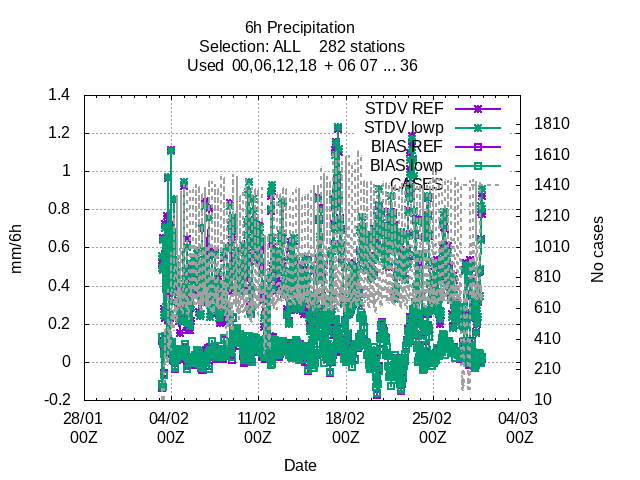 6h Precipitation
Selection: ALL 282 stations
Used 00,06,12,18 + 06 07 ... 36
STDV REF
STDV lowp
BIAS REF
BIAS lowp
CASES
mm/6h
1.4
1.2
1
0.8
0.6
0.4
0.2
0
-0.2
No cases
1810
1610
1410
1210
1010
810
610
410
210
10
28/01 04/02 11/02 18/02 25/02 04/03
00Z 00Z 00Z 00Z 00Z 00Z
Date